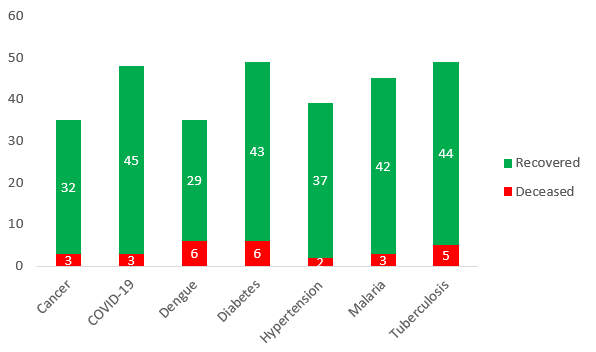 60
50
40
30
20
10
0
32
45
29
43
37
42
44
3
3
6
6
2
3
5
Cancer
COVID-19
Dengue
Diabetes
Hypertension
Malaria
Tuberculosis
Recovered
Deceased